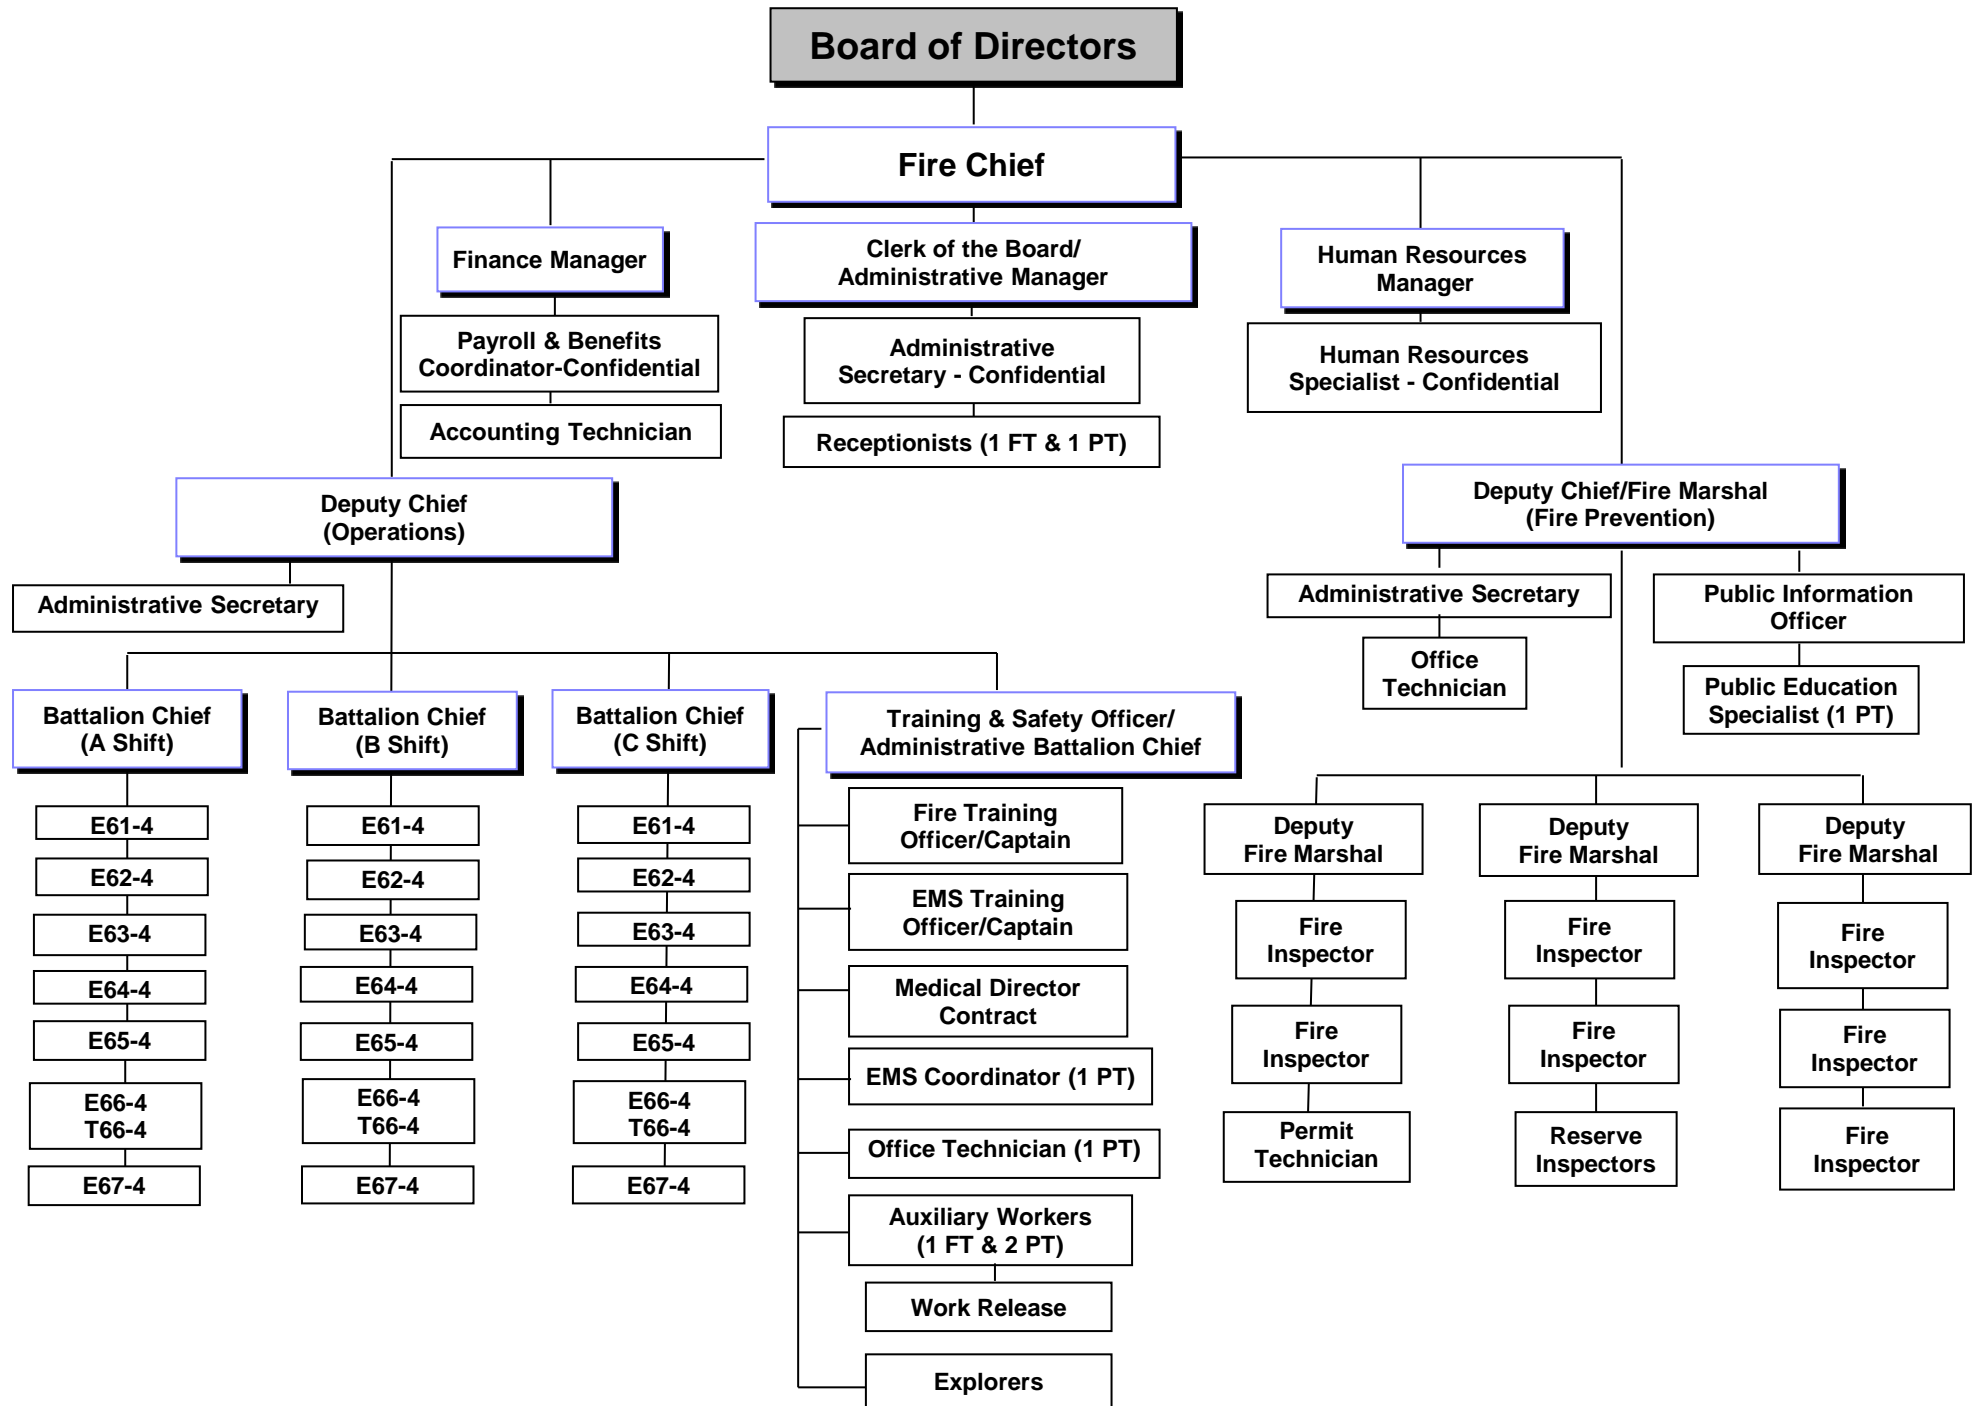 Board of Directors
Fire Chief
Finance Manager
Clerk of the Board/
Administrative Manager
Human Resources
Manager
Payroll & Benefits
Coordinator-Confidential
Administrative
Secretary - Confidential
Human Resources
Specialist - Confidential
Accounting Technician
Receptionists (1 FT & 1 PT)
Deputy Chief
(Operations)
Deputy Chief/Fire Marshal
(Fire Prevention)
Administrative Secretary
Administrative Secretary
Public Information
Officer
Office
Technician
Public Education
Specialist (1 PT)
Battalion Chief
(A Shift)
Battalion Chief
(B Shift)
Battalion Chief
(C Shift)
Training & Safety Officer/
Administrative Battalion Chief
E61-4
E62-4
E63-4
E64-4
E65-4
E66-4
T66-4
E67-4
E61-4
E62-4
E63-4
E64-4
E65-4
E66-4
T66-4
E67-4
E61-4
E62-4
E63-4
E64-4
E65-4
E66-4
T66-4
E67-4
Fire Training
Officer/Captain
EMS Training
Officer/Captain
Medical Director
Contract
EMS Coordinator (1 PT)
Office Technician (1 PT)
Auxiliary Workers
(1 FT & 2 PT)
Work Release
Explorers
Deputy
Fire Marshal
Fire
Inspector
Fire
Inspector
Permit
Technician
Deputy
Fire Marshal
Fire
Inspector
Fire
Inspector
Reserve
Inspectors
Deputy
Fire Marshal
Fire
Inspector
Fire
Inspector
Fire
Inspector